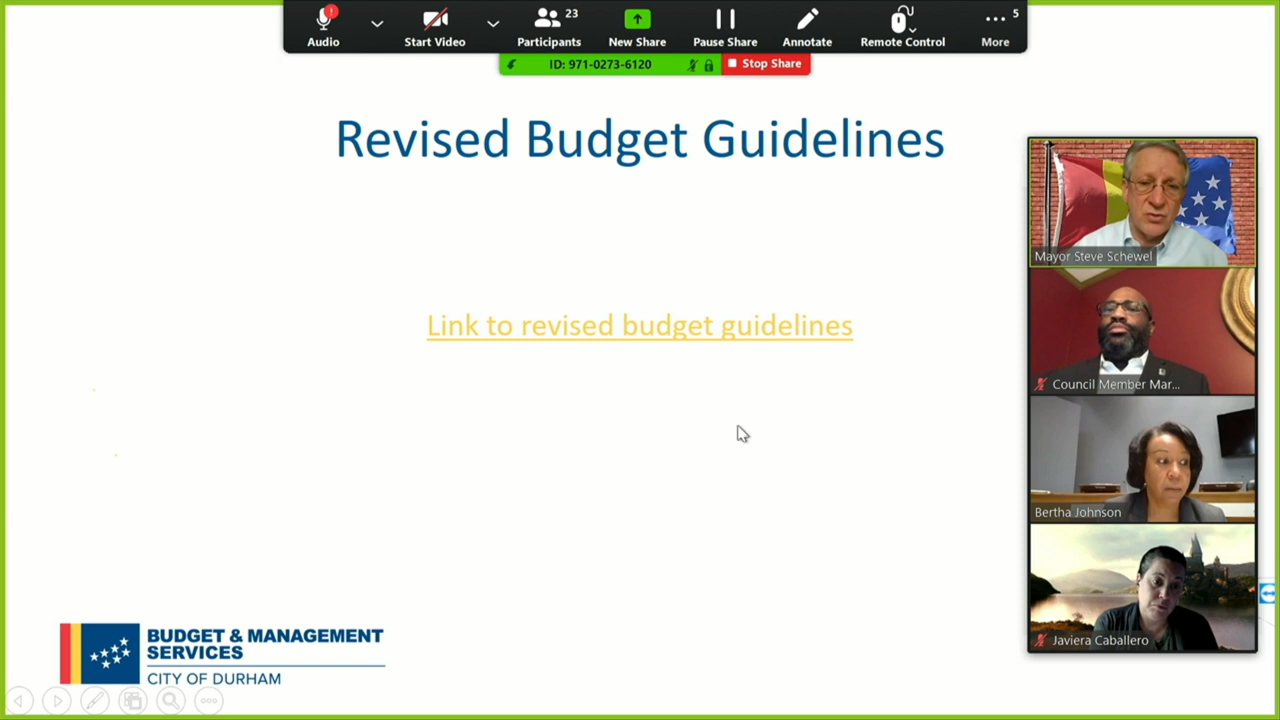 Audio
Start Video
Participants
23
New Share
Pause Share
Annotate
Remote Control
More
5
ID: 971-0273-6120
Stop Share
Revised Budget Guidelines
Link to revised budget guidelines
Mayor Steve Schewel
Council Member Mar...
Bertha Johnson
Javiera Caballero
BUDGET & MANAGEMENT
SERVICES
CITY OF DURHAM